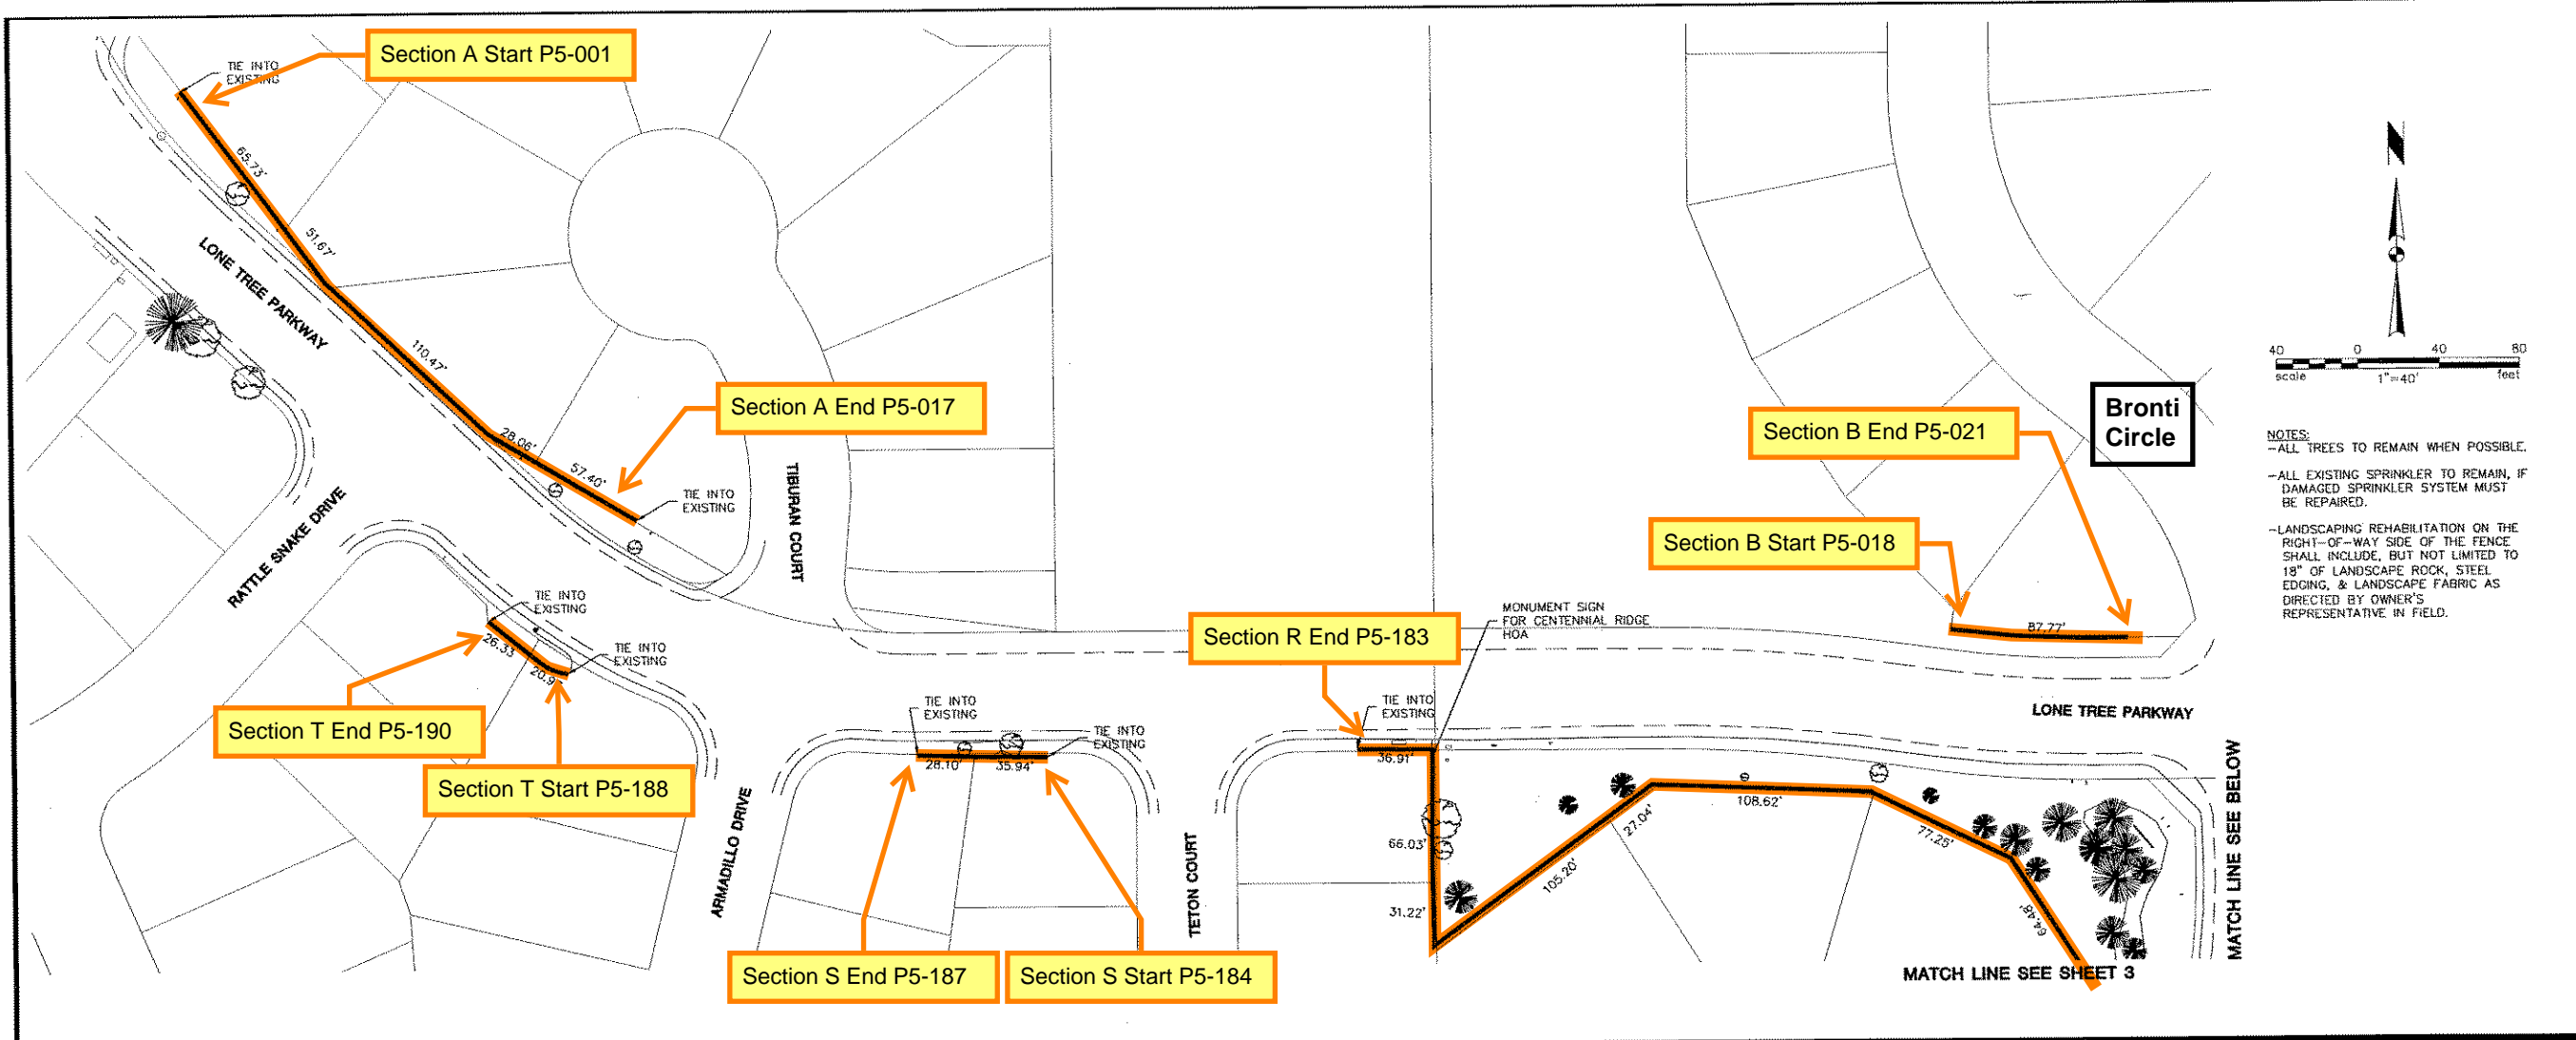 Section A Start P5-001
TIE INTO
EXISTING
65.73'
51.67'
LONE TREE PARKWAY
110.47'
Section A End P5-017
28.06'
57.40'
TIE INTO
EXISTING
TIBURAN COURT
RATTLE SNAKE DRIVE
TIE INTO
EXISTING
26.33
TIE INTO
EXISTING
20.9
Section T End P5-190
Section T Start P5-188
ARMADILLO DRIVE
TIE INTO
EXISTING
TIE INTO
EXISTING
28.10'
35.94'
Section S End P5-187
Section S Start P5-184
TETON COURT
Section R End P5-183
TIE INTO
EXISTING
36.91'
MONUMENT SIGN
FOR CENTENNIAL RIDGE
HOA
66.03'
31.22'
105.20'
27.04'
108.62'
77.25'
64.48'
Section B End P5-021
Section B Start P5-018
87.77'
Bronti
Circle
LONE TREE PARKWAY
MATCH LINE SEE BELOW
MATCH LINE SEE SHEET 3
N
40 0 40 80
scale 1"=40' feet
NOTES:
-ALL TREES TO REMAIN WHEN POSSIBLE.
-ALL EXISTING SPRINKLER TO REMAIN, IF
DAMAGED SPRINKLER SYSTEM MUST
BE REPAIRED.
-LANDSCAPING REHABILITATION ON THE
RIGHT-OF-WAY SIDE OF THE FENCE
SHALL INCLUDE, BUT NOT LIMITED TO
18" OF LANDSCAPE ROCK, STEEL
EDGING, & LANDSCAPE FABRIC AS
DIRECTED BY OWNER'S
REPRESENTATIVE IN FIELD.